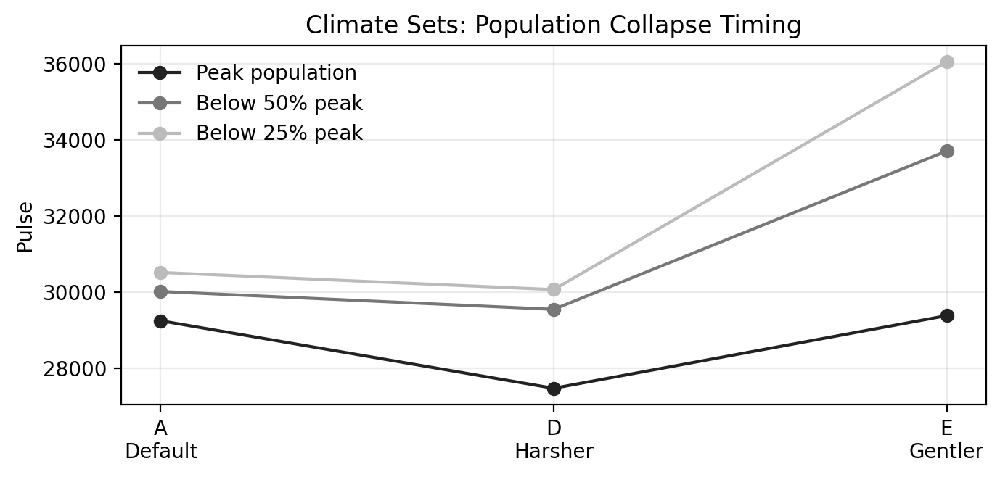 Climate Sets: Population Collapse Timing
36000
34000
32000
30000
28000
Pulse
Peak population
Below 50% peak
Below 25% peak
A
Default
D
Harsher
E
Gentler